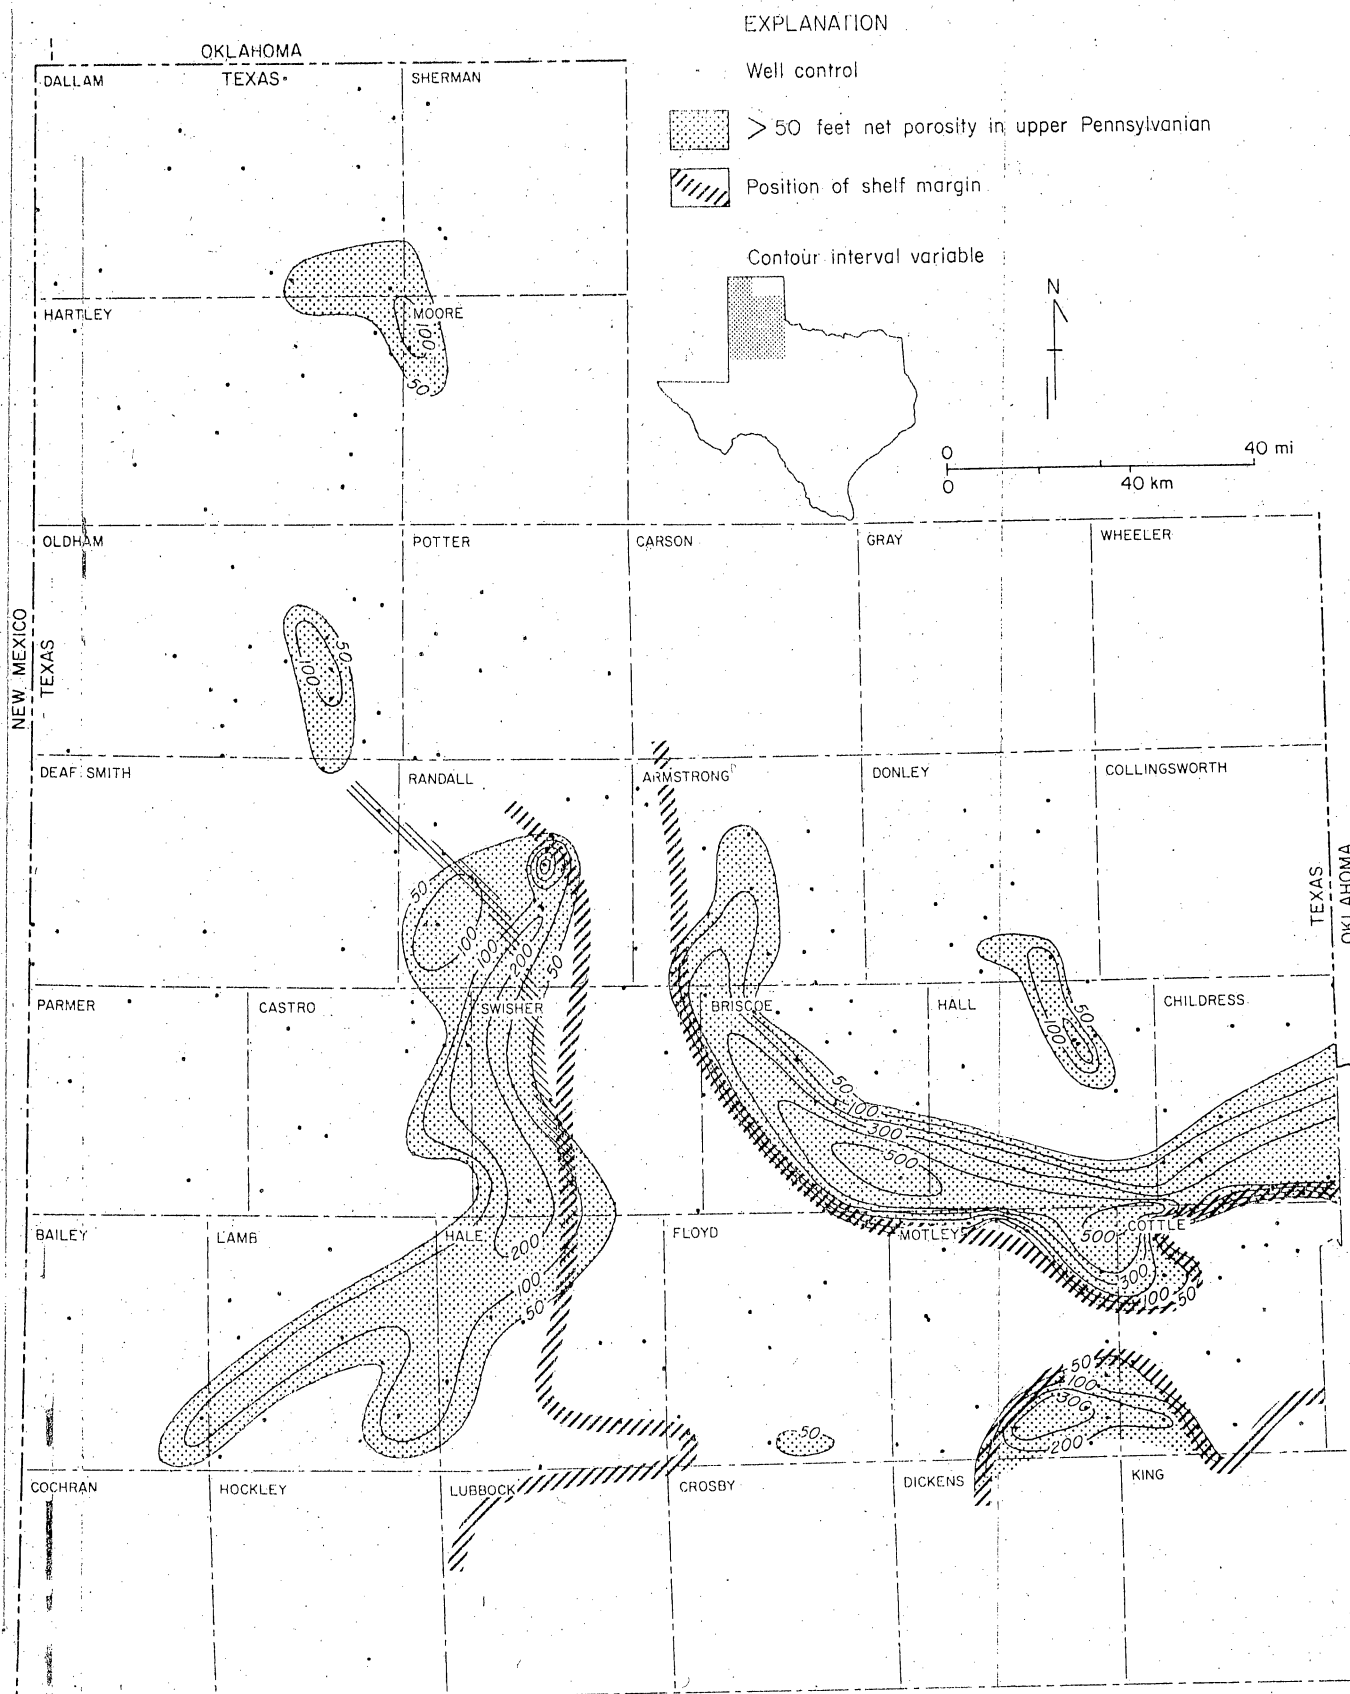 EXPLANATION
Well control
> 50 feet net porosity in upper Pennsylvanian
Position of shelf margin
Contour interval variable
N
0 40 mi
0 40 km
OKLAHOMA
TEXAS
DALLAM
SHERMAN
HARTLEY
MOORE
100
50
OLDHAM
POTTER
CARSON
GRAY
WHEELER
NEW MEXICO
TEXAS
50
100
DEAF SMITH
RANDALL
ARMSTRONG
DONLEY
COLLINGSWORTH
TEXAS
OKLAHOMA
50
100
100
200
50
PARMER
CASTRO
SWISHER
BRISCOE
HALL
CHILDRESS
50
100
50
100
300
500
BAILEY
LAMB
HALE
FLOYD
MOTLEY
COTTLE
200
100
50
500
300
100
50
50
100
300
200
50
COCHRAN
HOCKLEY
LUBBOCK
CROSBY
DICKENS
KING